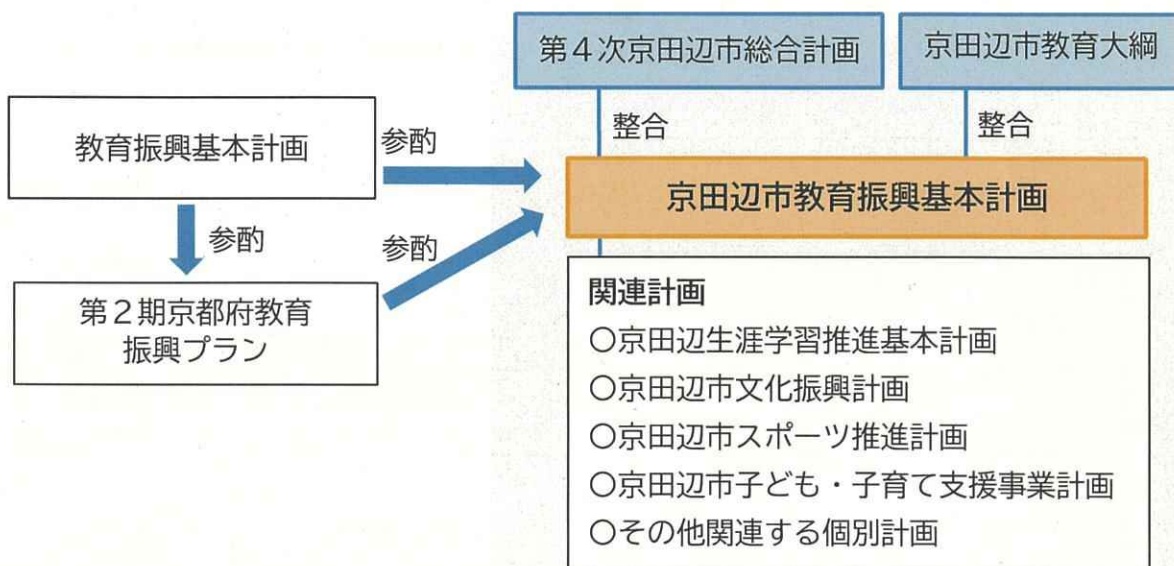 第4次京田辺市総合計画
京田辺市教育大綱
教育振興基本計画
参酌
整合
整合
京田辺市教育振興基本計画
参酌
参酌
第2期京都府教育
振興プラン
関連計画
〇京田辺生涯学習推進基本計画
〇京田辺市文化振興計画
〇京田辺市スポーツ推進計画
〇京田辺市子ども・子育て支援事業計画
〇その他関連する個別計画